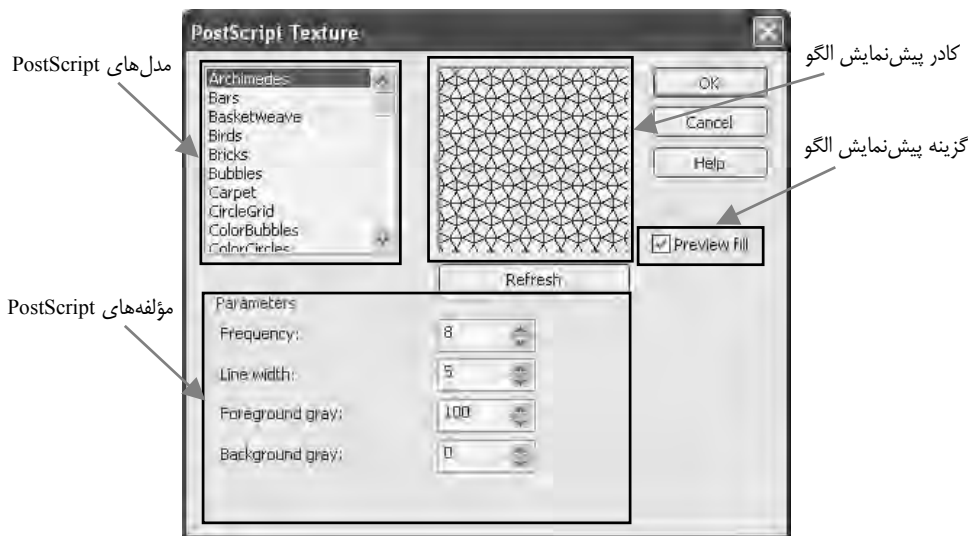 PostScript Texture
مدل‌های PostScript
کادر پیش‌نمایش الگو
Archimedes
Bars
Basketweave
Birds
Bricks
Bubbles
Carpet
CircleGrid
ColorBubbles
ColorCircles
OK
Cancel
Help
گزینه پیش‌نمایش الگو
Preview fill
Refresh
مؤلفه‌های PostScript
Parameters
Frequency: 8
Line width: 5
Foreground gray: 100
Background gray: 0